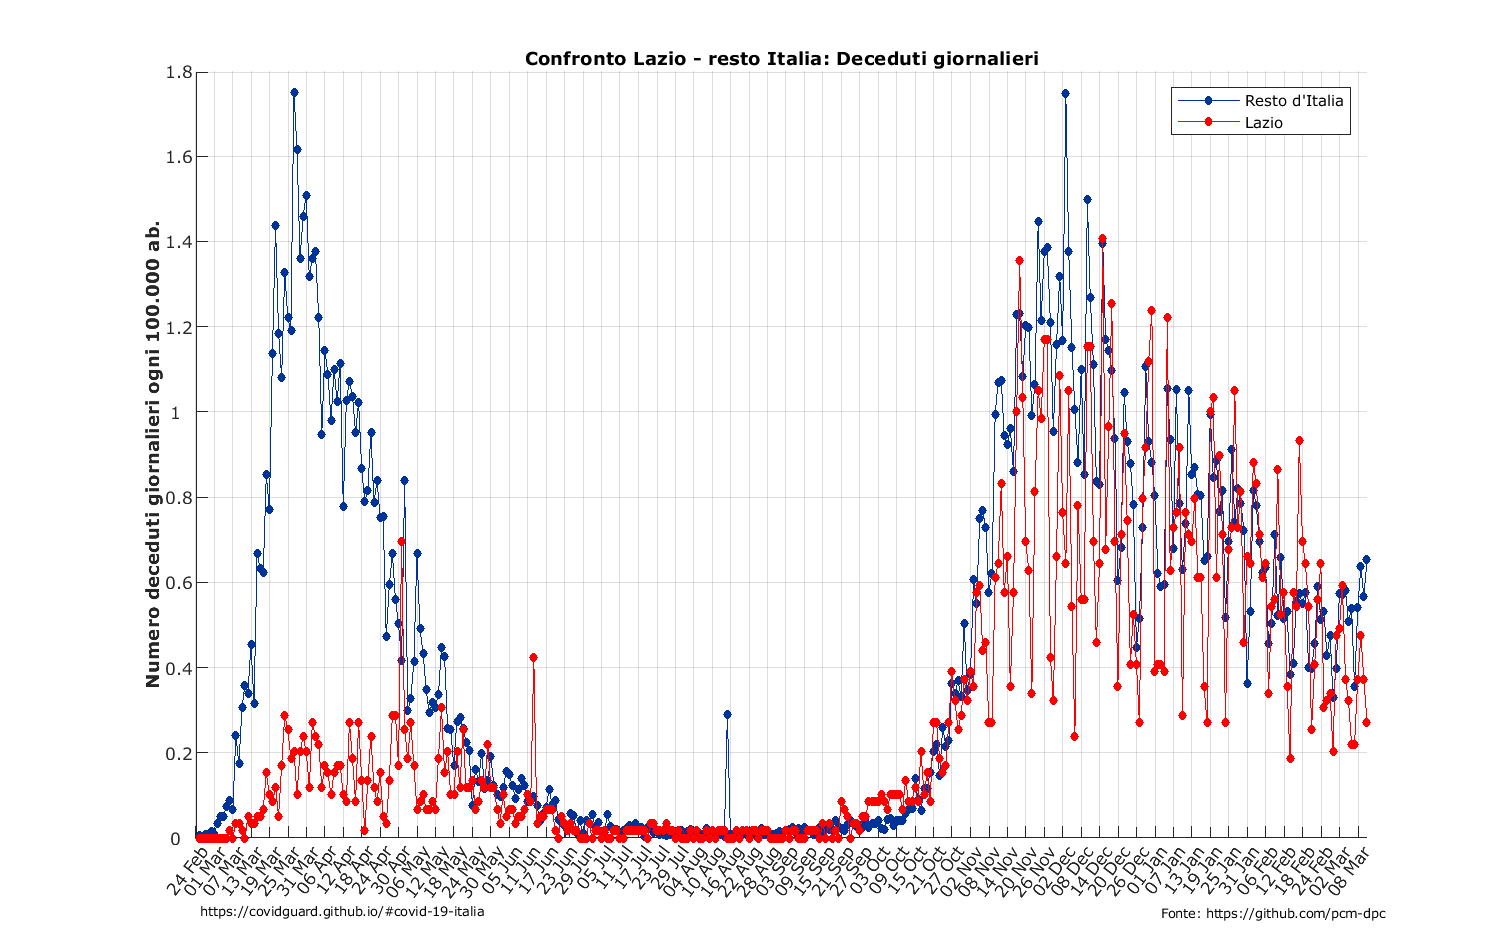 Confronto Lazio - resto Italia: Deceduti giornalieri
Resto d'Italia
Lazio
Numero deceduti giornalieri ogni 100.000 ab.
1.8
1.6
1.4
1.2
1
0.8
0.6
0.4
0.2
0
24 Feb
01 Mar
07 Mar
13 Mar
19 Mar
25 Mar
31 Mar
06 Apr
12 Apr
18 Apr
24 Apr
30 Apr
06 May
12 May
18 May
24 May
30 May
05 Jun
11 Jun
17 Jun
23 Jun
29 Jun
05 Jul
11 Jul
17 Jul
23 Jul
29 Jul
04 Aug
10 Aug
16 Aug
22 Aug
28 Aug
03 Sep
09 Sep
15 Sep
21 Sep
27 Sep
03 Oct
09 Oct
15 Oct
21 Oct
27 Oct
02 Nov
08 Nov
14 Nov
20 Nov
26 Nov
02 Dec
08 Dec
14 Dec
20 Dec
26 Dec
01 Jan
07 Jan
13 Jan
19 Jan
25 Jan
31 Jan
06 Feb
12 Feb
18 Feb
24 Feb
02 Mar
08 Mar
https://covidguard.github.io/#covid-19-italia
Fonte: https://github.com/pcm-dpc